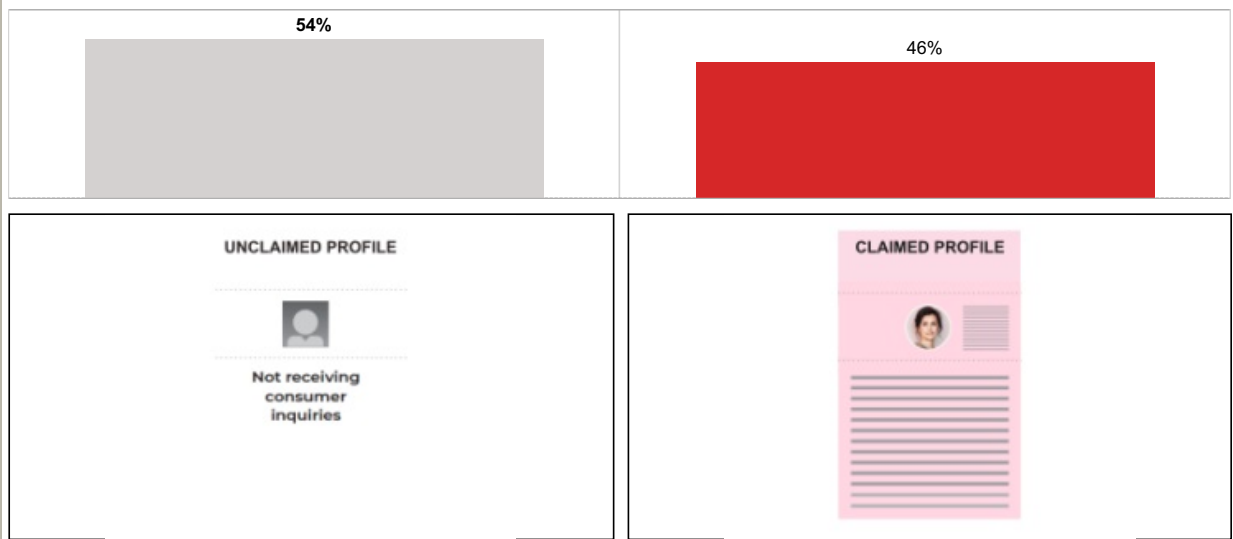 54%
46%
UNCLAIMED PROFILE
Not receiving
consumer
inquiries
CLAIMED PROFILE